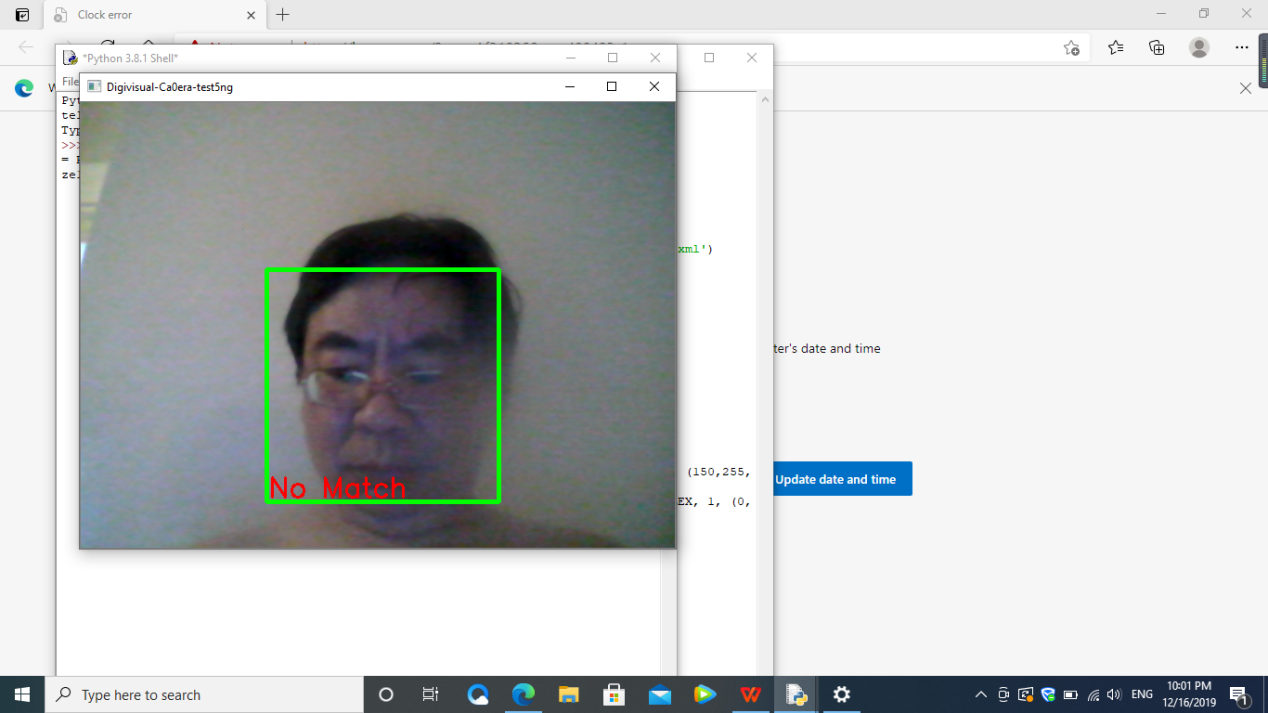 Clock error
*Python 3.8.1 Shell*
File
Digivisual-Ca0era-test5ng
>>>
=
xml')
ter's date and time
(150,255,
Update date and time
No Match
EX, 1, (0,
Type here to search
ENG
10:01 PM
12/16/2019
1